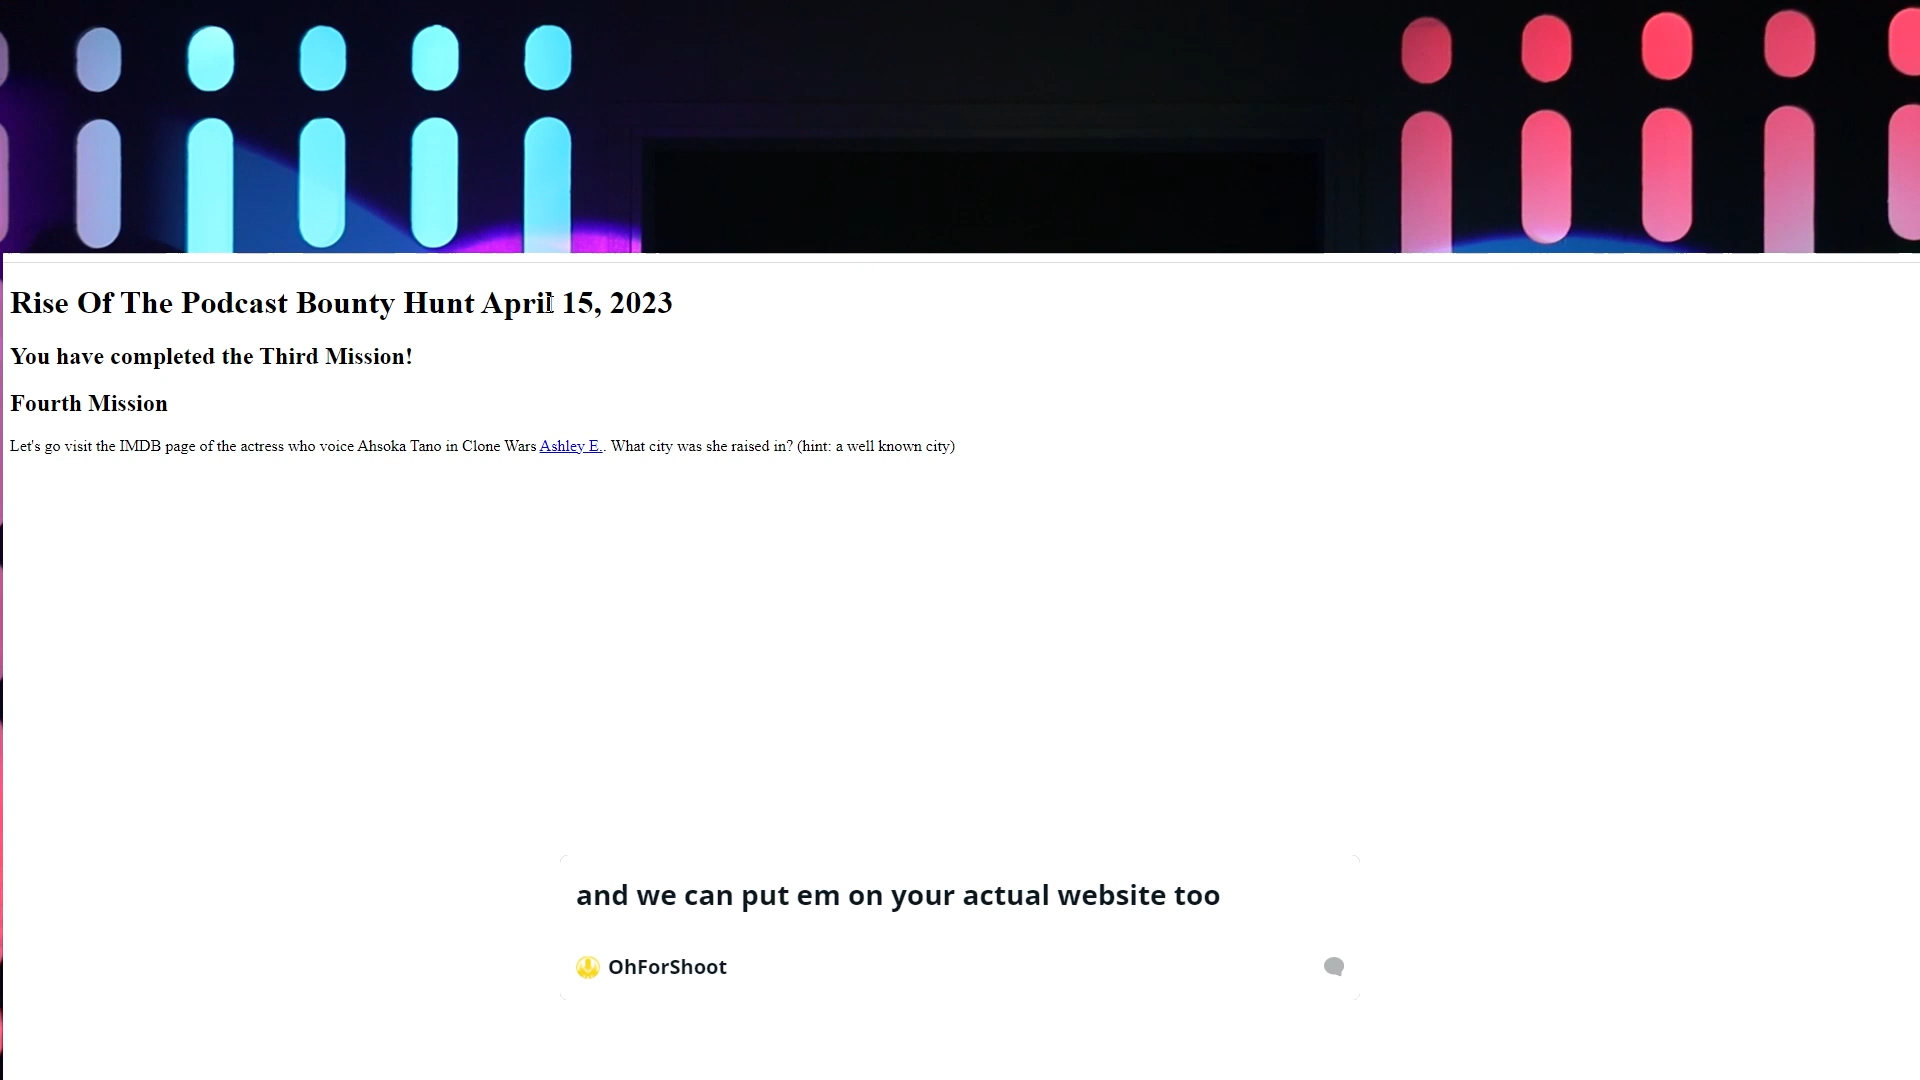 Rise Of The Podcast Bounty Hunt April 15, 2023
You have completed the Third Mission!
Fourth Mission
Let's go visit the IMDB page of the actress who voice Ahsoka Tano in Clone Wars Ashley E.. What city was she raised in? (hint: a well known city)
and we can put em on your actual website too
OhForShoot